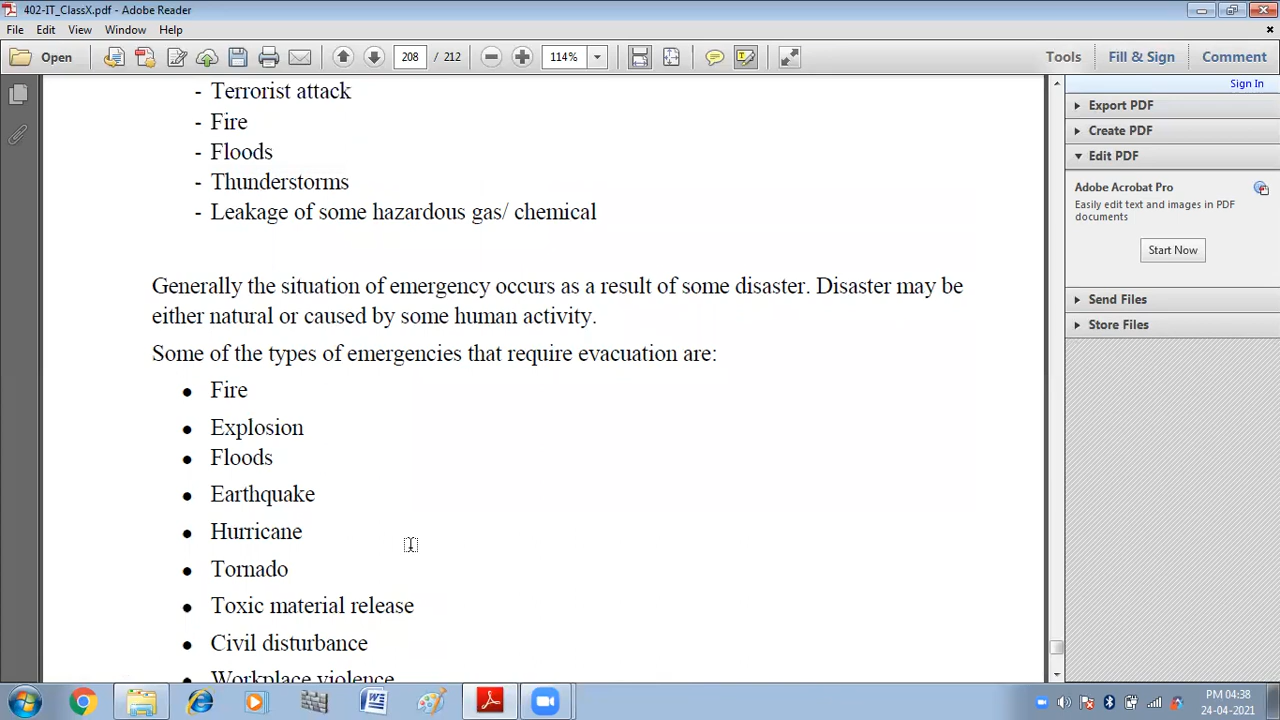 402-IT_ClassX.pdf - Adobe Reader
File Edit View Window Help
Open 208 / 212 114% Tools Fill & Sign Comment
Sign In
- Terrorist attack
- Fire
- Floods
- Thunderstorms
- Leakage of some hazardous gas/ chemical
Generally the situation of emergency occurs as a result of some disaster. Disaster may be
either natural or caused by some human activity.
Some of the types of emergencies that require evacuation are:
● Fire
● Explosion
● Floods
● Earthquake
● Hurricane
● Tornado
● Toxic material release
● Civil disturbance
● Workplace violence
Export PDF
Create PDF
Edit PDF
Adobe Acrobat Pro
Easily edit text and images in PDF
documents
Start Now
Send Files
Store Files
PM 04:38
24-04-2021